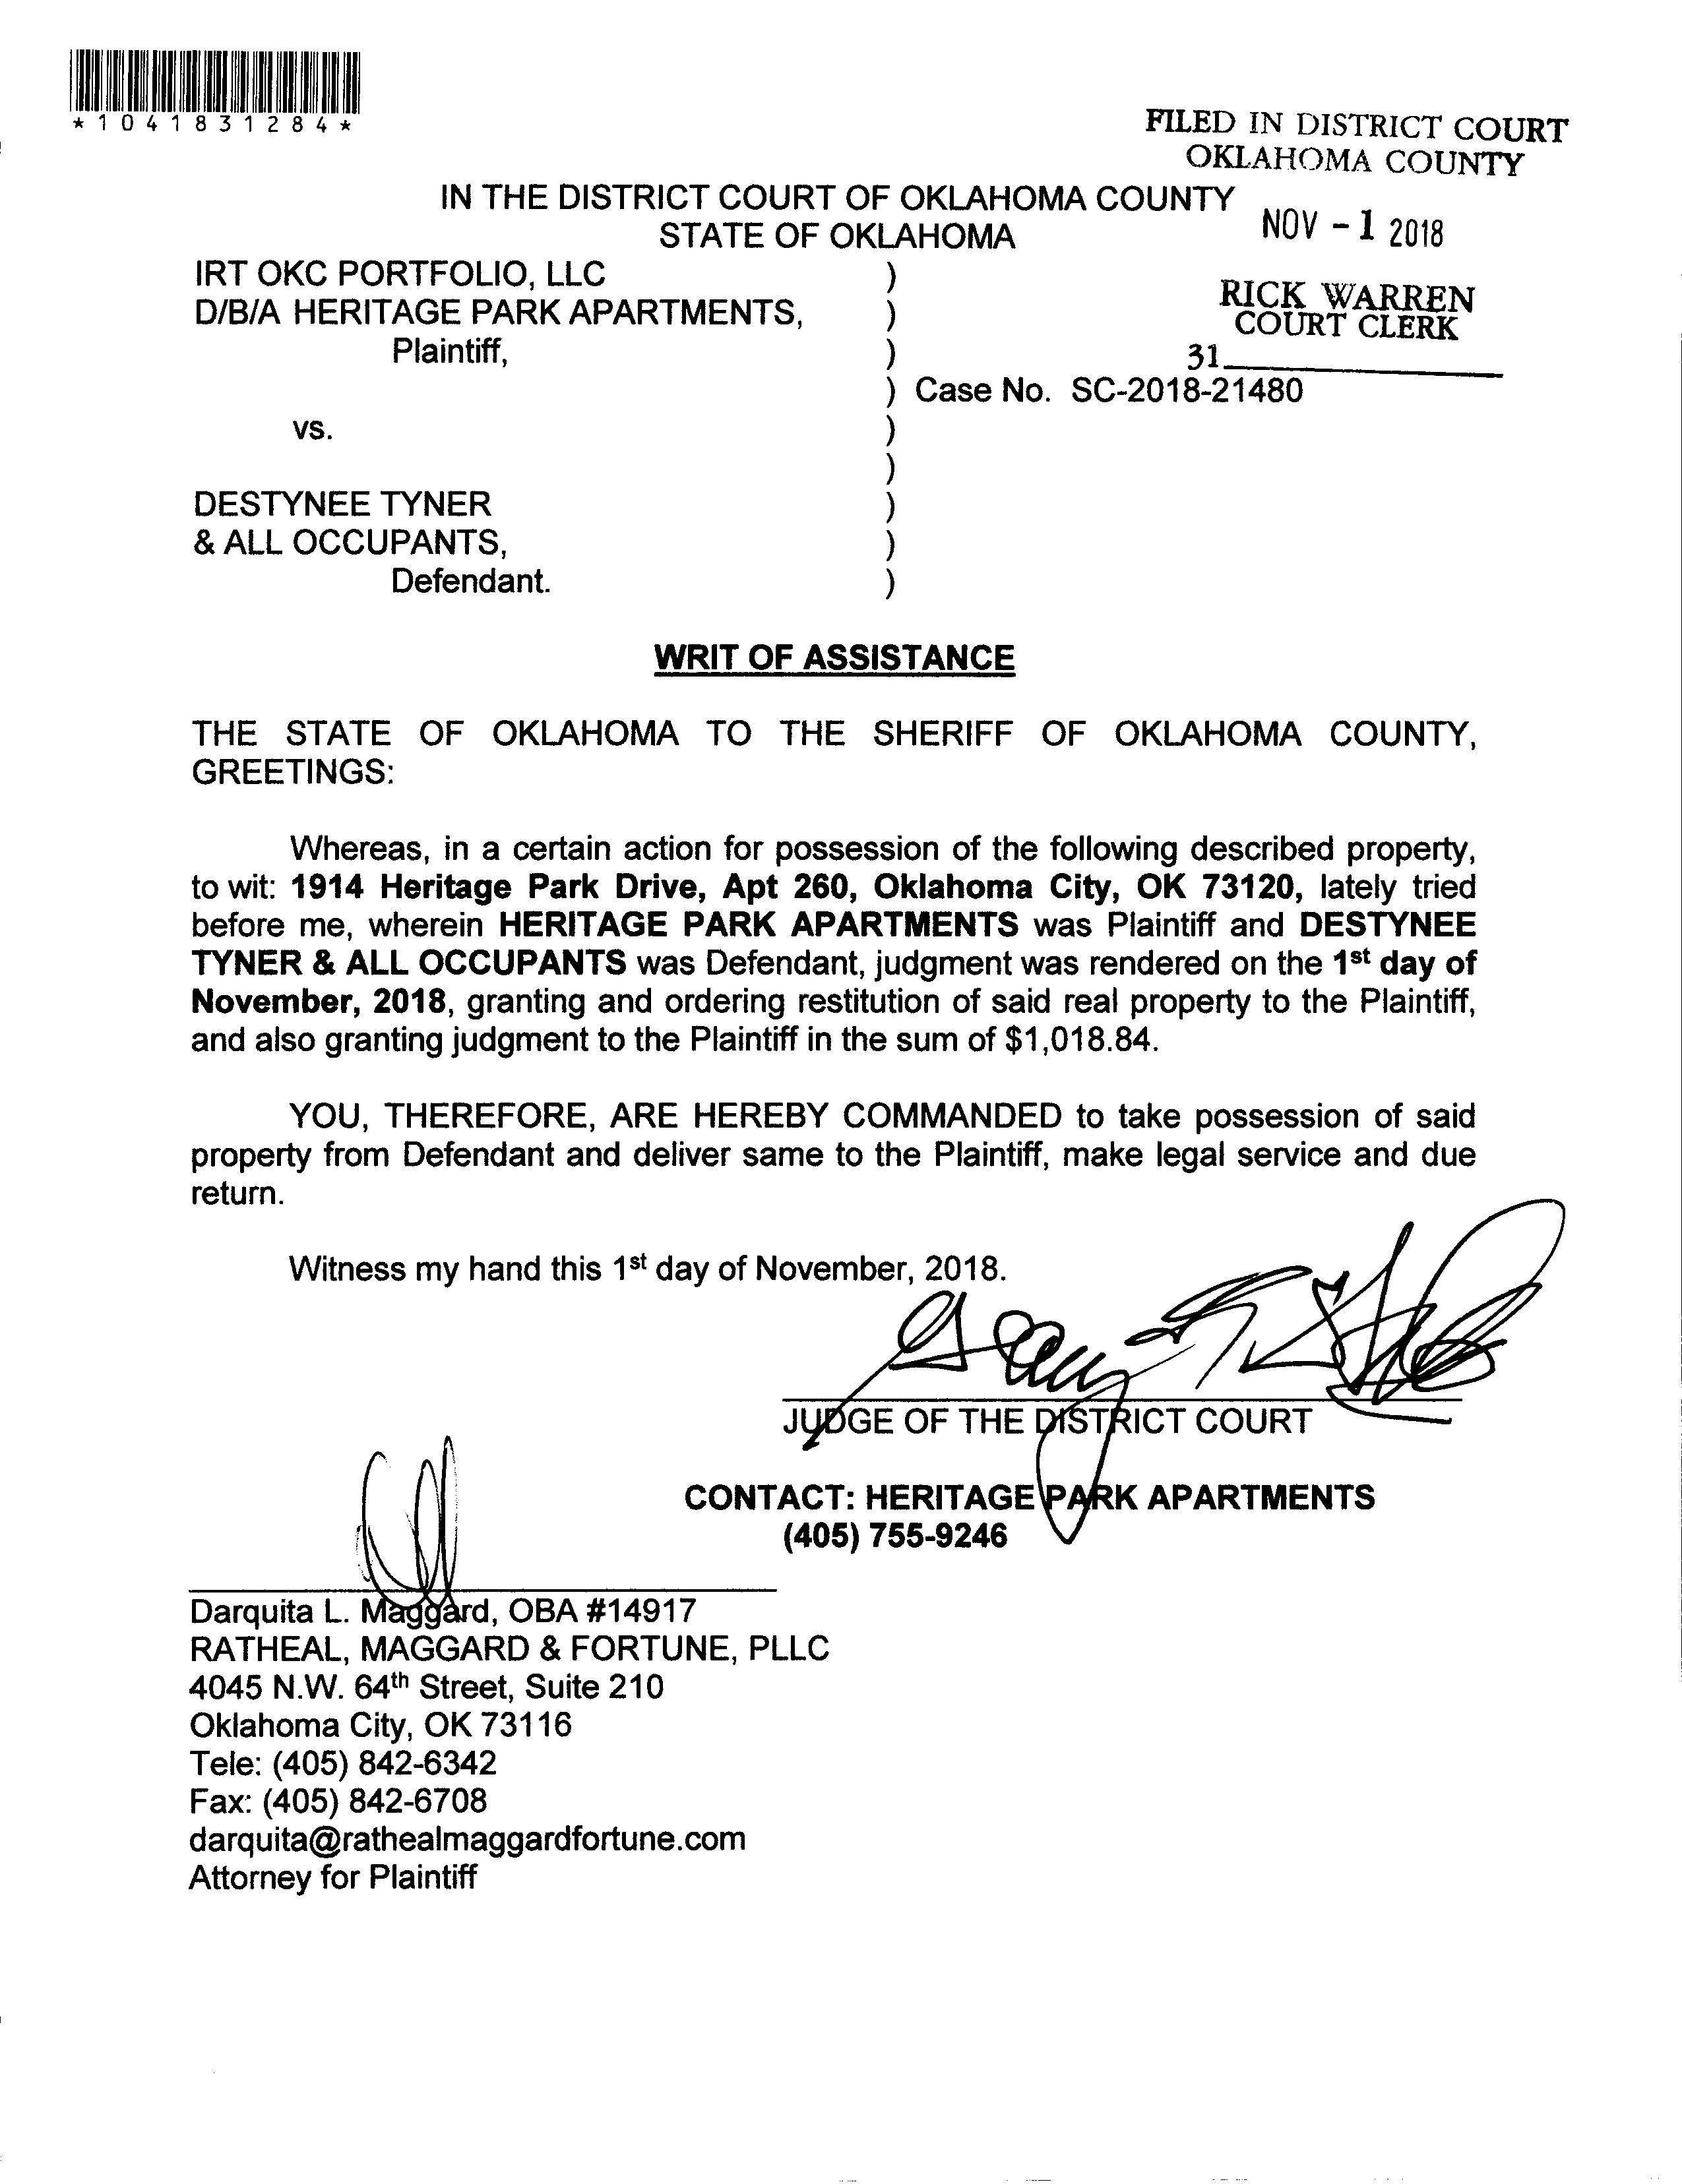 *1041831284*
FILED IN DISTRICT COURT
OKLAHOMA COUNTY
IN THE DISTRICT COURT OF OKLAHOMA COUNTY
STATE OF OKLAHOMA
NOV - 1 2018
IRT OKC PORTFOLIO, LLC )
D/B/A HERITAGE PARK APARTMENTS, )
RICK WARREN
COURT CLERK
Plaintiff, )
31
) Case No. SC-2018-21480
vs. )
)
DESTYNEE TYNER )
& ALL OCCUPANTS, )
Defendant. )
WRIT OF ASSISTANCE
THE STATE OF OKLAHOMA TO THE SHERIFF OF OKLAHOMA COUNTY,
GREETINGS:
Whereas, in a certain action for possession of the following described property,
to wit: 1914 Heritage Park Drive, Apt 260, Oklahoma City, OK 73120, lately tried
before me, wherein HERITAGE PARK APARTMENTS was Plaintiff and DESTYNEE
TYNER & ALL OCCUPANTS was Defendant, judgment was rendered on the 1st day of
November, 2018, granting and ordering restitution of said real property to the Plaintiff,
and also granting judgment to the Plaintiff in the sum of $1,018.84.
YOU, THEREFORE, ARE HEREBY COMMANDED to take possession of said
property from Defendant and deliver same to the Plaintiff, make legal service and due
return.
Witness my hand this 1st day of November, 2018.
JUDGE OF THE DISTRICT COURT
CONTACT: HERITAGE PARK APARTMENTS
(405) 755-9246
Darquita L. Maggard, OBA #14917
RATHEAL, MAGGARD & FORTUNE, PLLC
4045 N.W. 64th Street, Suite 210
Oklahoma City, OK 73116
Tele: (405) 842-6342
Fax: (405) 842-6708
darquita@rathealmaggardfortune.com
Attorney for Plaintiff